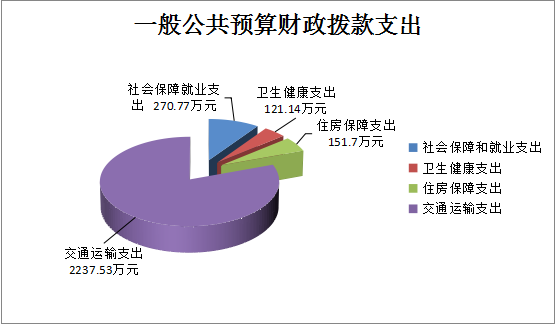 一般公共预算财政拨款支出
社会保障就业支
出 270.77万元
卫生健康支出
121.14万元
住房保障支出
151.7万元
交通运输支出
2237.53万元
社会保障和就业支出
卫生健康支出
住房保障支出
交通运输支出